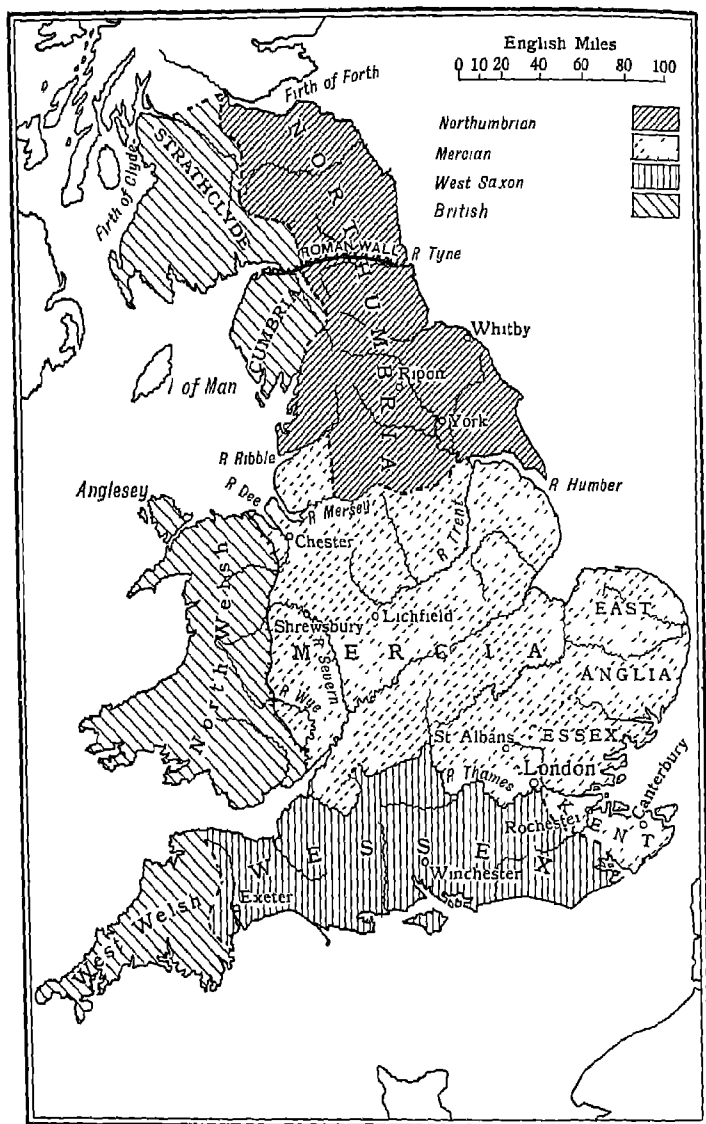 English Miles
0 10 20 40 60 100
Northumbrian
Mercian
West Saxon
British
Firth of Forth
Firth of Clyde
STRATHCLYDE
NORTHUMBRIA
ROMAN WALL
R Tyne
CUMBRIA
Whitby
Ripon
York
I of Man
R Ribble
R Humber
Anglesey
R Dee
R Mersey
R Trent
Chester
North Welsh
Shrewsbury
Lichfield
R Severn
MERCIA
EAST
ANGLIA
R Wye
St Albans
ESSEX
R Thames
London
Canterbury
Rochester
KENT
WESSEX
Winchester
Exeter
West Welsh